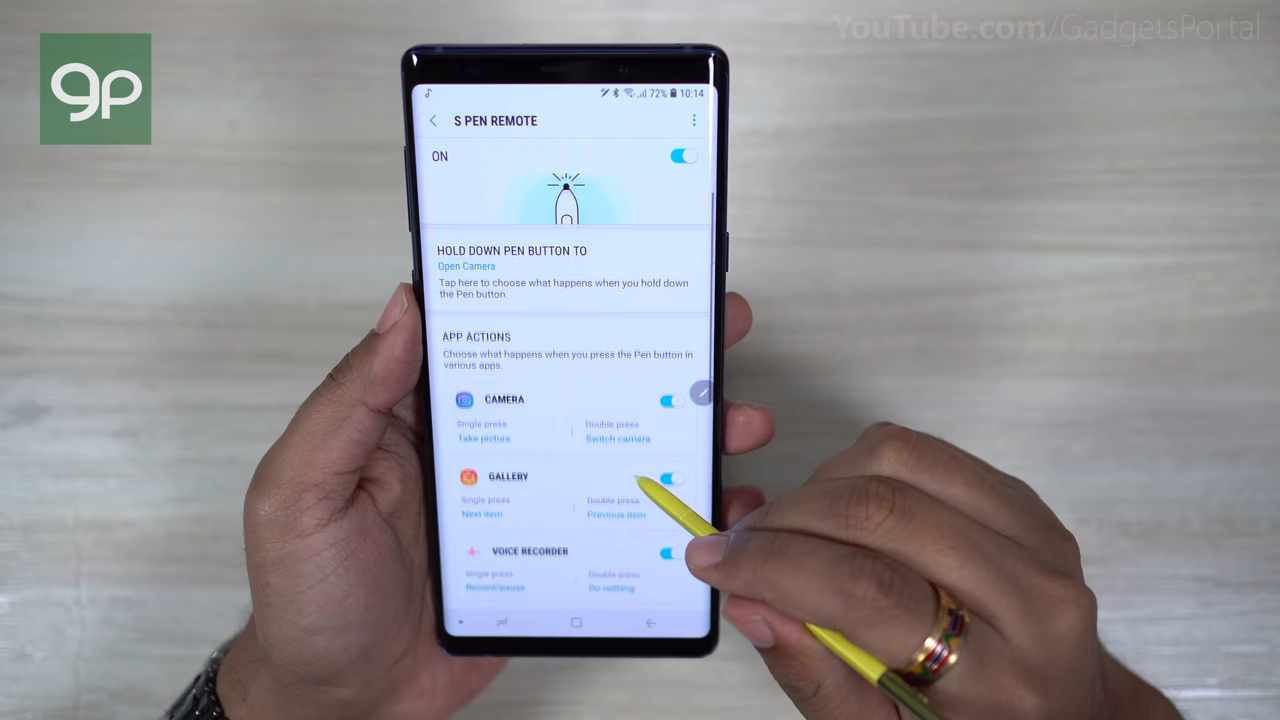 YouTube.com/GadgetsPortal
gp
72% 10:14
S PEN REMOTE
ON
HOLD DOWN PEN BUTTON TO
Open Camera
Tap here to choose what happens when you hold down
the Pen button.
APP ACTIONS
Choose what happens when you press the Pen button in
various apps.
CAMERA
Single press Double press
Take picture Switch camera
GALLERY
Single press Double press
Next item Previous item
VOICE RECORDER
Single press Double press
Record/pause Do nothing